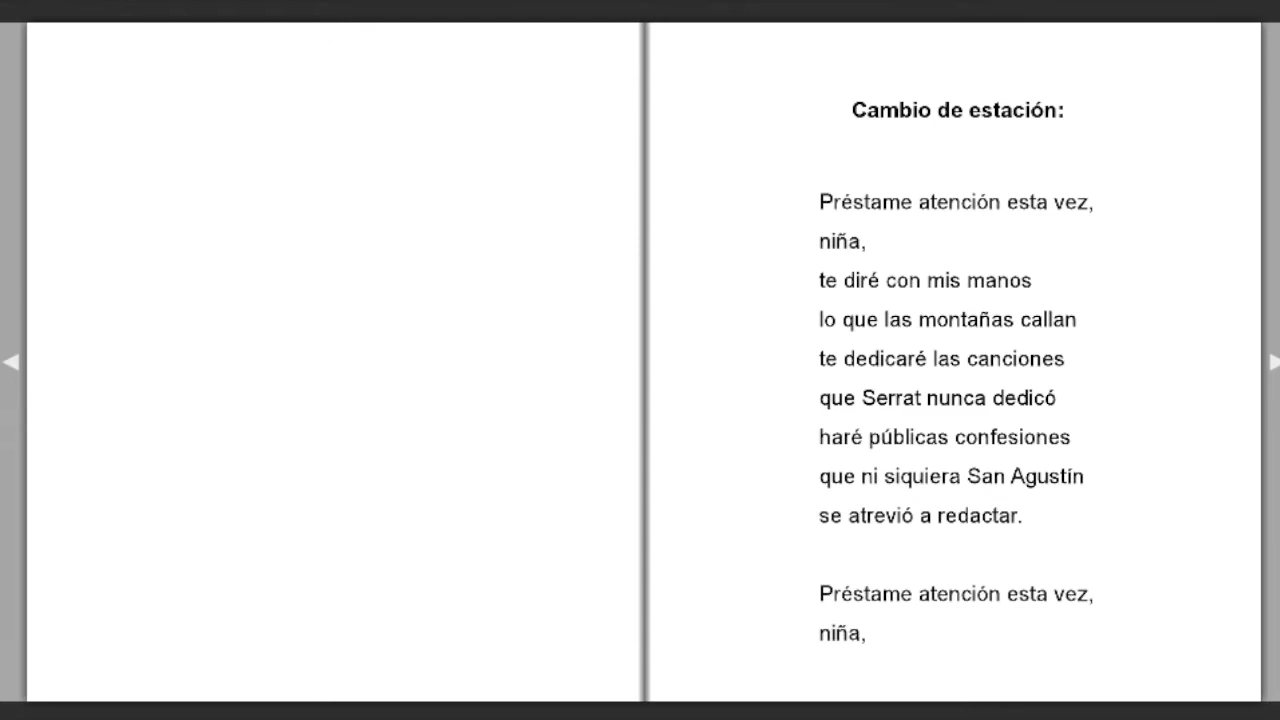 Cambio de estación:
Préstame atención esta vez,
niña,
te diré con mis manos
lo que las montañas callan
te dedicaré las canciones
que Serrat nunca dedicó
haré públicas confesiones
que ni siquiera San Agustín
se atrevió a redactar.
Préstame atención esta vez,
niña,